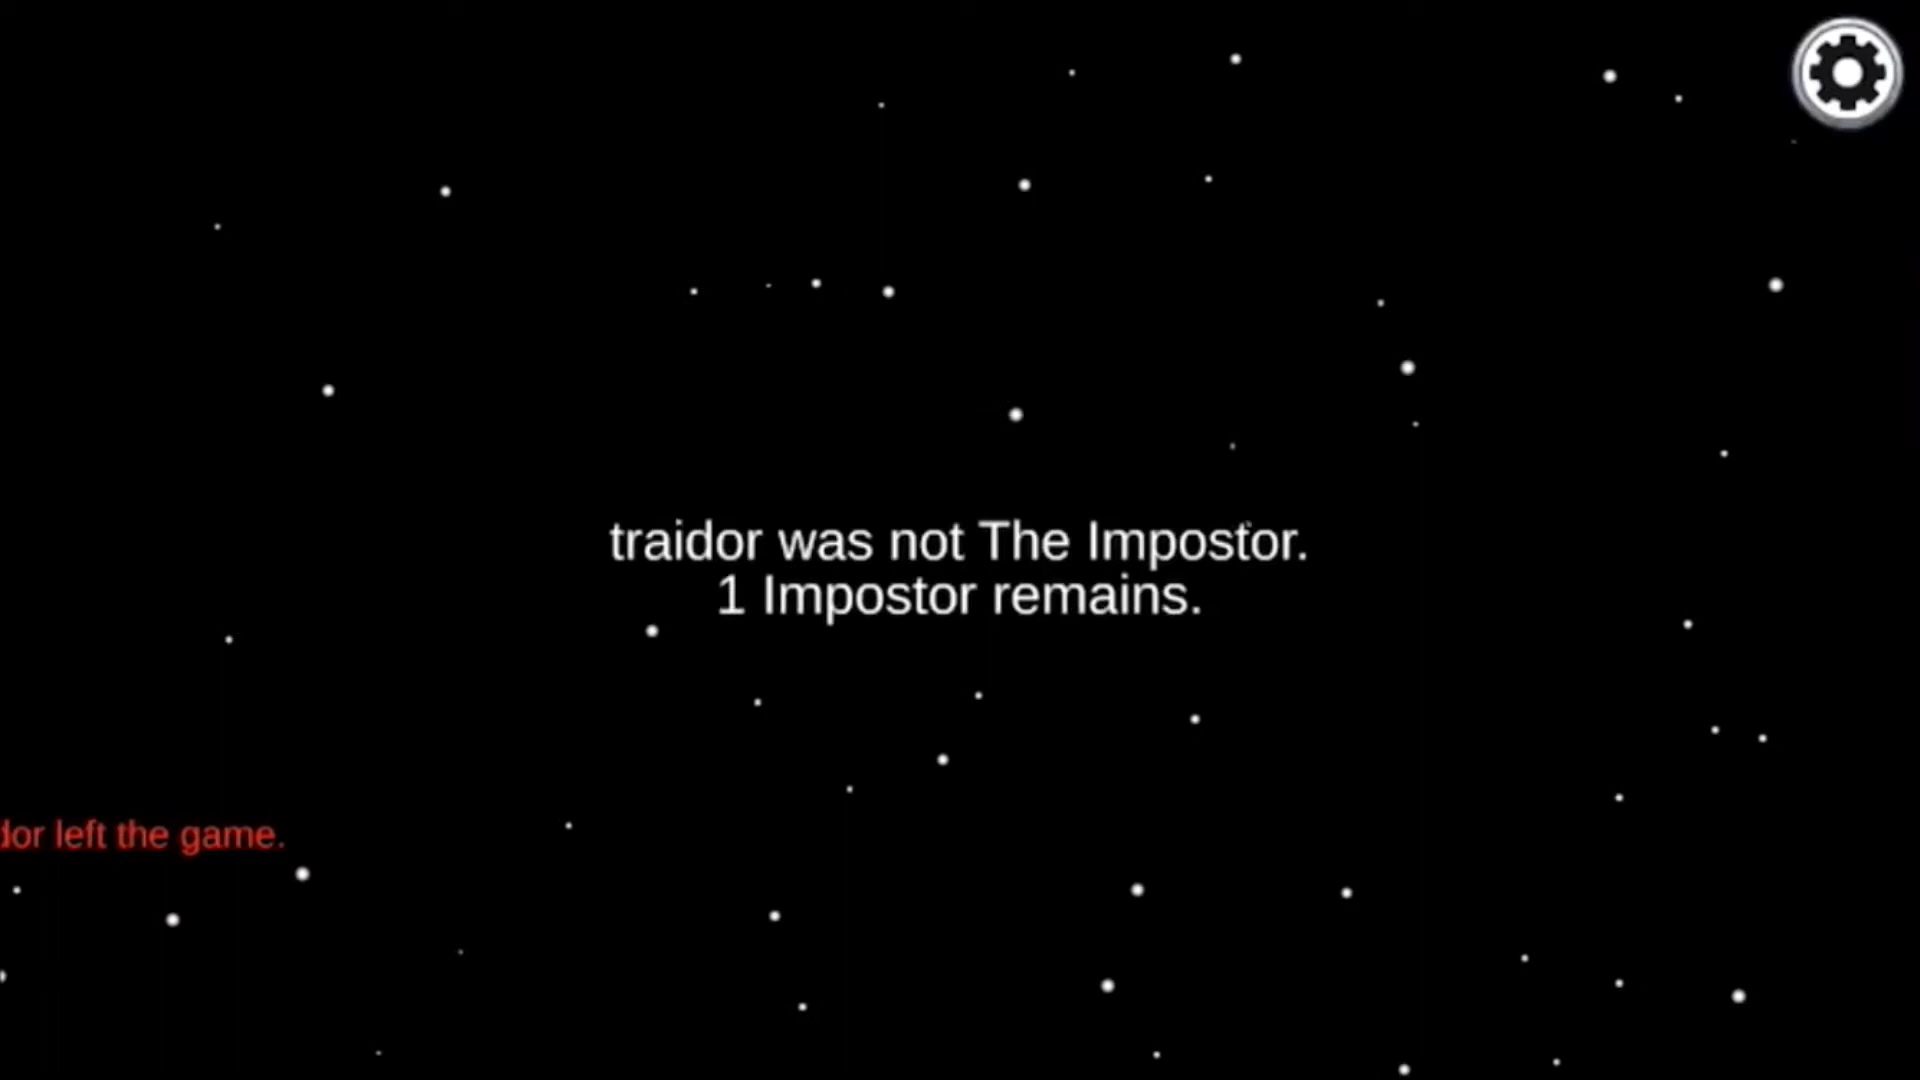 traidor was not The Impostor.
1 Impostor remains.
dor left the game.